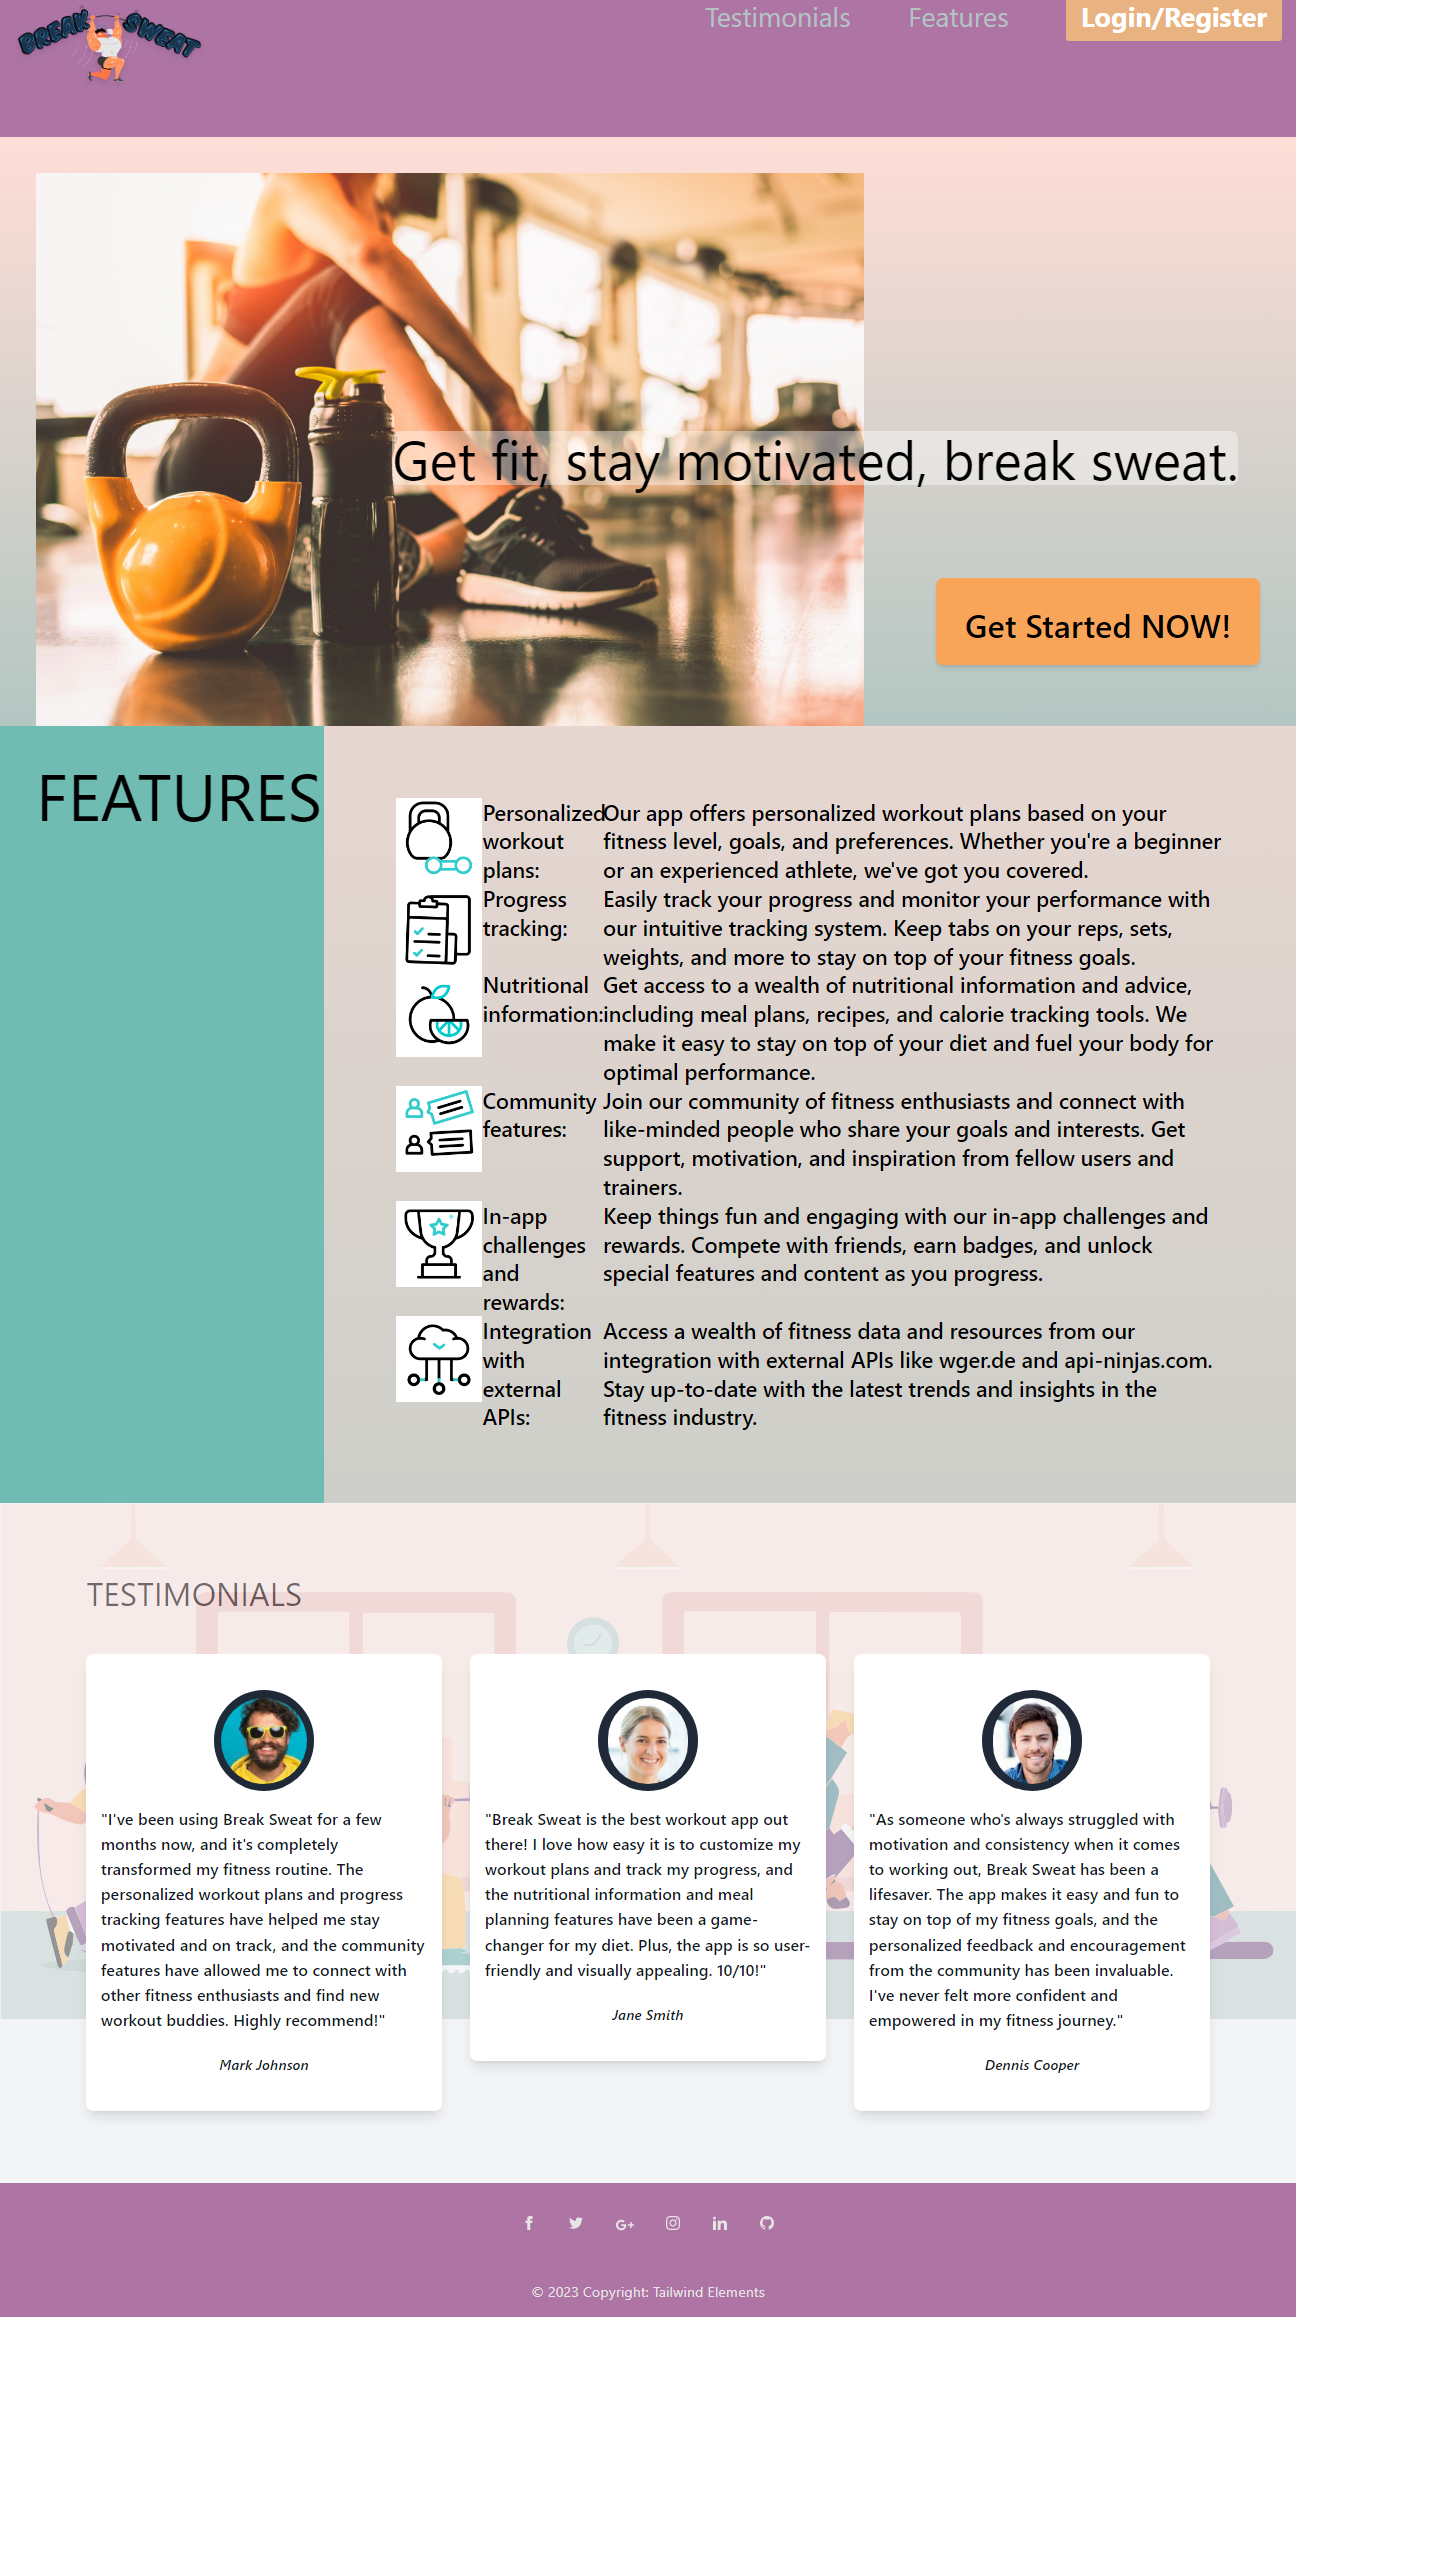 BREAK SWEAT
Testimonials
Features
Login/Register
Get fit, stay motivated, break sweat.
Get Started NOW!
FEATURES
Personalized
workout
plans:
Our app offers personalized workout plans based on your
fitness level, goals, and preferences. Whether you're a beginner
or an experienced athlete, we've got you covered.
Progress
tracking:
Easily track your progress and monitor your performance with
our intuitive tracking system. Keep tabs on your reps, sets,
weights, and more to stay on top of your fitness goals.
Nutritional
information:
Get access to a wealth of nutritional information and advice,
including meal plans, recipes, and calorie tracking tools. We
make it easy to stay on top of your diet and fuel your body for
optimal performance.
Community
features:
Join our community of fitness enthusiasts and connect with
like-minded people who share your goals and interests. Get
support, motivation, and inspiration from fellow users and
trainers.
In-app
challenges
and
rewards:
Keep things fun and engaging with our in-app challenges and
rewards. Compete with friends, earn badges, and unlock
special features and content as you progress.
Integration
with
external
APIs:
Access a wealth of fitness data and resources from our
integration with external APIs like wger.de and api-ninjas.com.
Stay up-to-date with the latest trends and insights in the
fitness industry.
TESTIMONIALS
"I've been using Break Sweat for a few
months now, and it's completely
transformed my fitness routine. The
personalized workout plans and progress
tracking features have helped me stay
motivated and on track, and the community
features have allowed me to connect with
other fitness enthusiasts and find new
workout buddies. Highly recommend!"
Mark Johnson
"Break Sweat is the best workout app out
there! I love how easy it is to customize my
workout plans and track my progress, and
the nutritional information and meal
planning features have been a game-
changer for my diet. Plus, the app is so user-
friendly and visually appealing. 10/10!"
Jane Smith
"As someone who's always struggled with
motivation and consistency when it comes
to working out, Break Sweat has been a
lifesaver. The app makes it easy and fun to
stay on top of my fitness goals, and the
personalized feedback and encouragement
from the community has been invaluable.
I've never felt more confident and
empowered in my fitness journey."
Dennis Cooper
© 2023 Copyright: Tailwind Elements